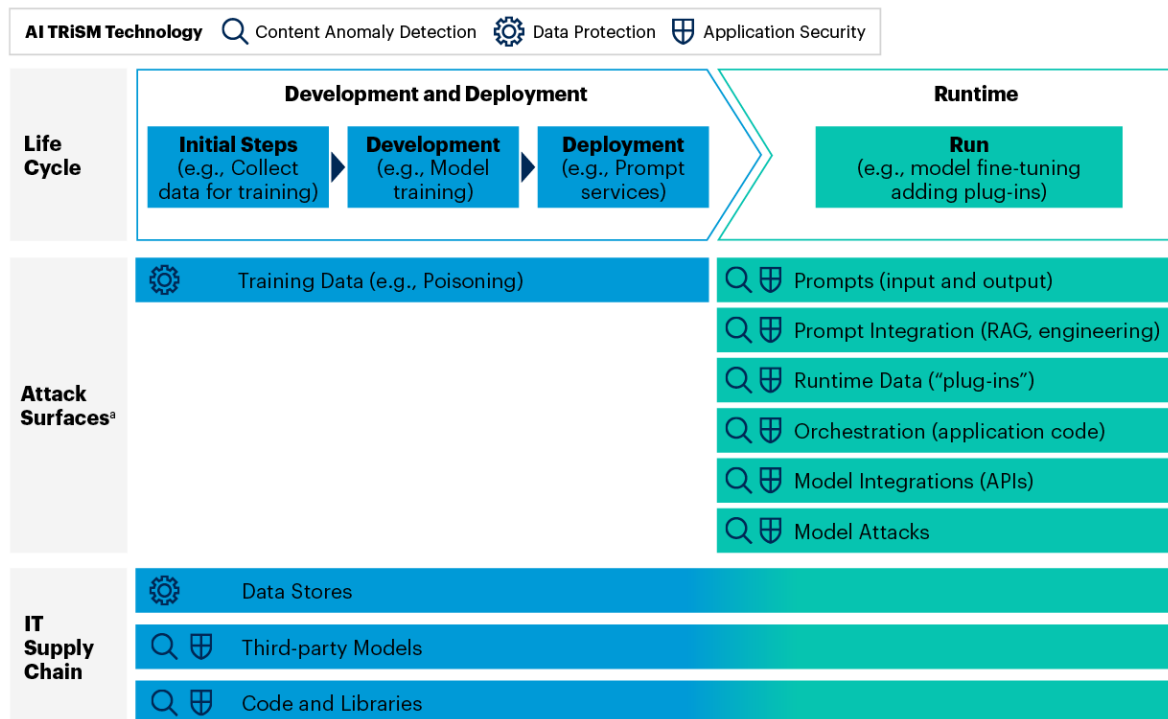 AI TRiSM Technology Content Anomaly Detection Data Protection Application Security
Life
Cycle
Development and Deployment
Initial Steps
(e.g., Collect
data for training)
Development
(e.g., Model
training)
Deployment
(e.g., Prompt
services)
Runtime
Run
(e.g., model fine-tuning
adding plug-ins)
Attack
Surfacesᵃ
Training Data (e.g., Poisoning)
Prompts (input and output)
Prompt Integration (RAG, engineering)
Runtime Data (“plug-ins”)
Orchestration (application code)
Model Integrations (APIs)
Model Attacks
IT
Supply
Chain
Data Stores
Third-party Models
Code and Libraries